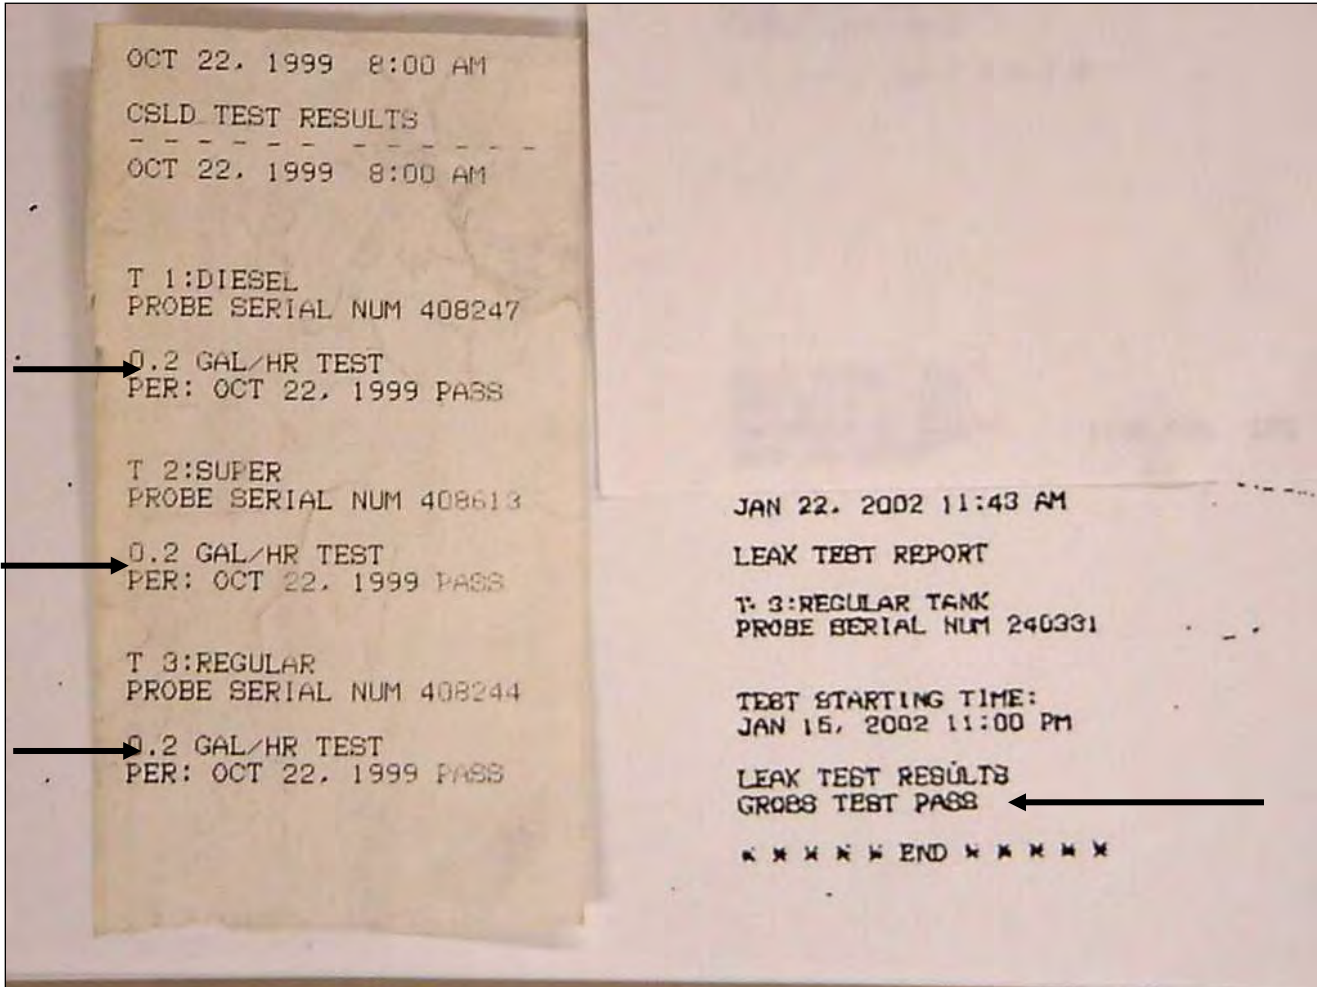 OCT 22, 1999 8:00 AM
CSLD TEST RESULTS
- - - - - - - - - - - -
OCT 22, 1999 8:00 AM
T 1:DIESEL
PROBE SERIAL NUM 408247
0.2 GAL/HR TEST
PER: OCT 22, 1999 PASS
T 2:SUPER
PROBE SERIAL NUM 408613
0.2 GAL/HR TEST
PER: OCT 22, 1999 PASS
T 3:REGULAR
PROBE SERIAL NUM 408244
0.2 GAL/HR TEST
PER: OCT 22, 1999 PASS
JAN 22, 2002 11:43 AM
LEAK TEST REPORT
T 3:REGULAR TANK
PROBE SERIAL NUM 240331
TEST STARTING TIME:
JAN 15, 2002 11:00 PM
LEAK TEST RESULTS
GROSS TEST PASS
* * * * * END * * * * *